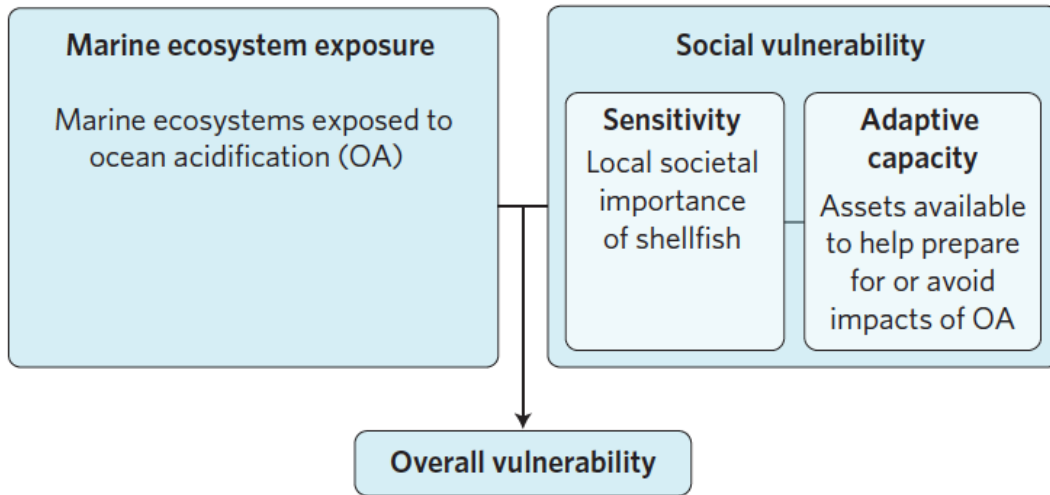 Marine ecosystem exposure
Marine ecosystems exposed to
ocean acidification (OA)
Social vulnerability
Sensitivity
Local societal
importance
of shellfish
Adaptive
capacity
Assets available
to help prepare
for or avoid
impacts of OA
Overall vulnerability